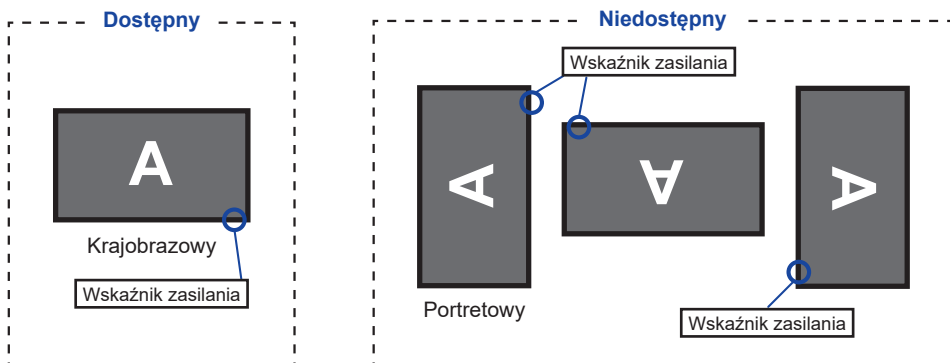 Dostępny
A
Krajobrazowy
Wskaźnik zasilania
Niedostępny
Wskaźnik zasilania
A
A
A
Portretowy
Wskaźnik zasilania